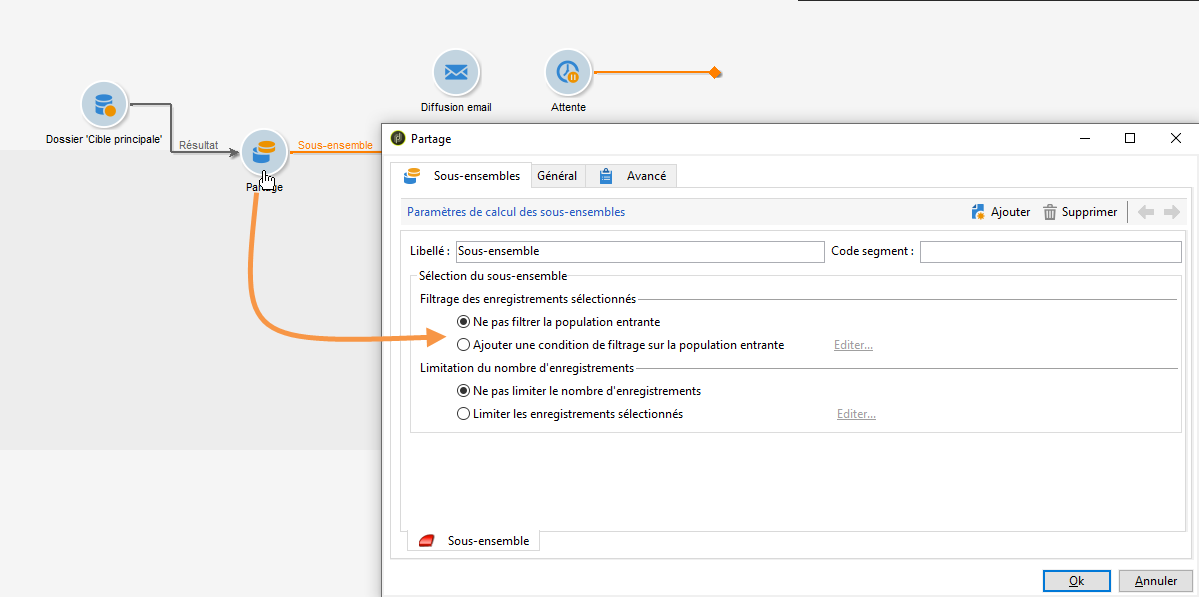 Diffusion email
Attente
Dossier 'Cible principale'
Résultat
Sous-ensemble
Partage
Partage
Sous-ensembles
Général
Avancé
Paramètres de calcul des sous-ensembles
Ajouter
Supprimer
Libellé : Sous-ensemble
Code segment :
Sélection du sous-ensemble
Filtrage des enregistrements sélectionnés
Ne pas filtrer la population entrante
Ajouter une condition de filtrage sur la population entrante Editer...
Limitation du nombre d'enregistrements
Ne pas limiter le nombre d'enregistrements
Limiter les enregistrements sélectionnés Editer...
Sous-ensemble
Ok
Annuler